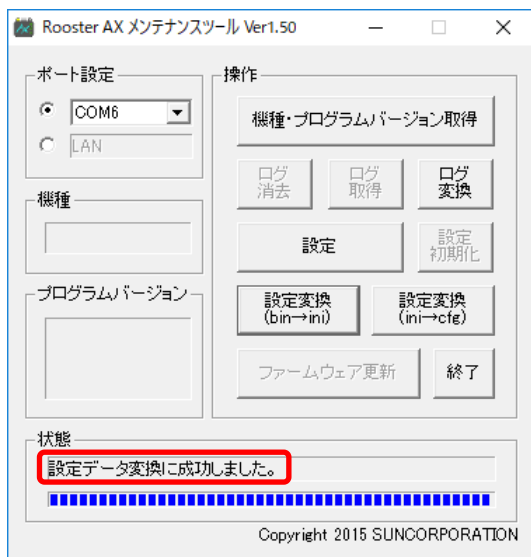 Rooster AX メンテナンスツール Ver1.50
ポート設定
COM6
LAN
機種
プログラムバージョン
操作
機種・プログラムバージョン取得
ログ
消去
ログ
取得
ログ
変換
設定
設定
初期化
設定変換
(bin→ini)
設定変換
(ini→cfg)
ファームウェア更新
終了
状態
設定データ変換に成功しました。
Copyright 2015 SUNCORPORATION